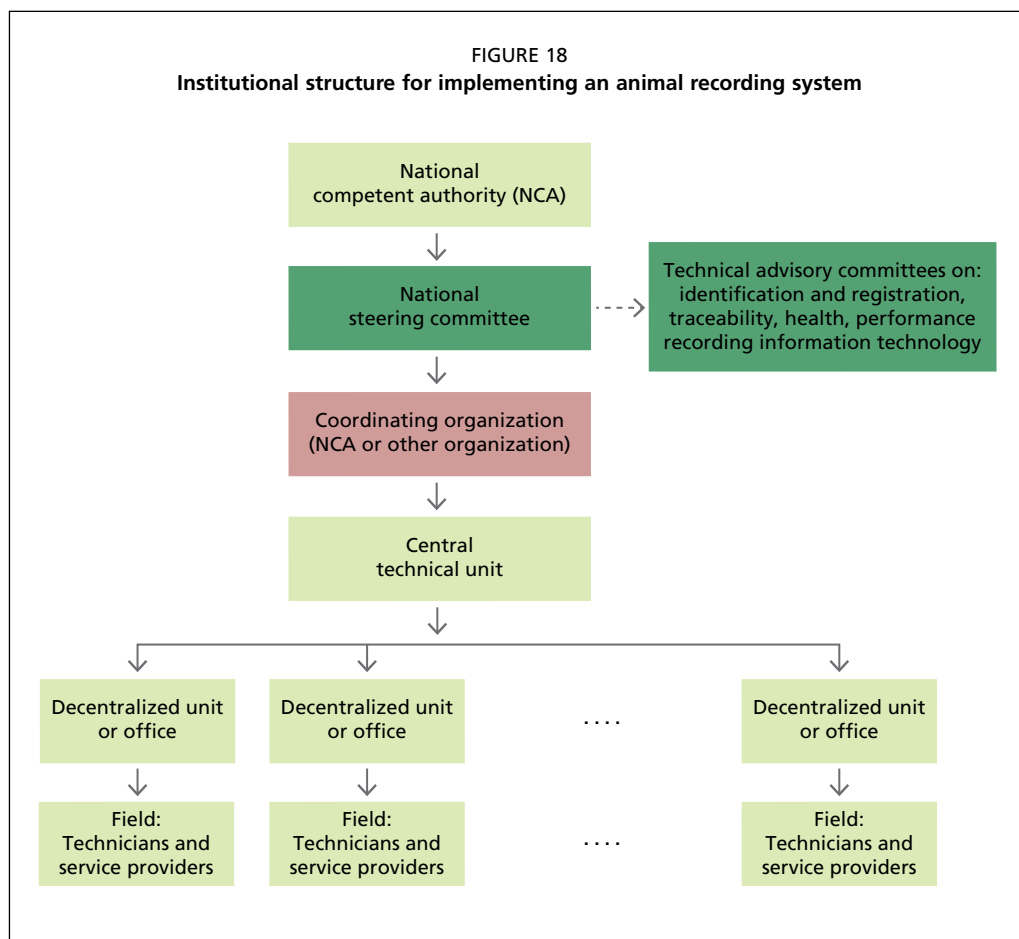 FIGURE 18
Institutional structure for implementing an animal recording system
National
competent authority (NCA)
National
steering committee
Technical advisory committees on:
identification and registration,
traceability, health, performance
recording information technology
Coordinating organization
(NCA or other organization)
Central
technical unit
Decentralized unit
or office
Decentralized unit
or office
. . . .
Decentralized unit
or office
Field:
Technicians and
service providers
Field:
Technicians and
service providers
. . . .
Field:
Technicians and
service providers